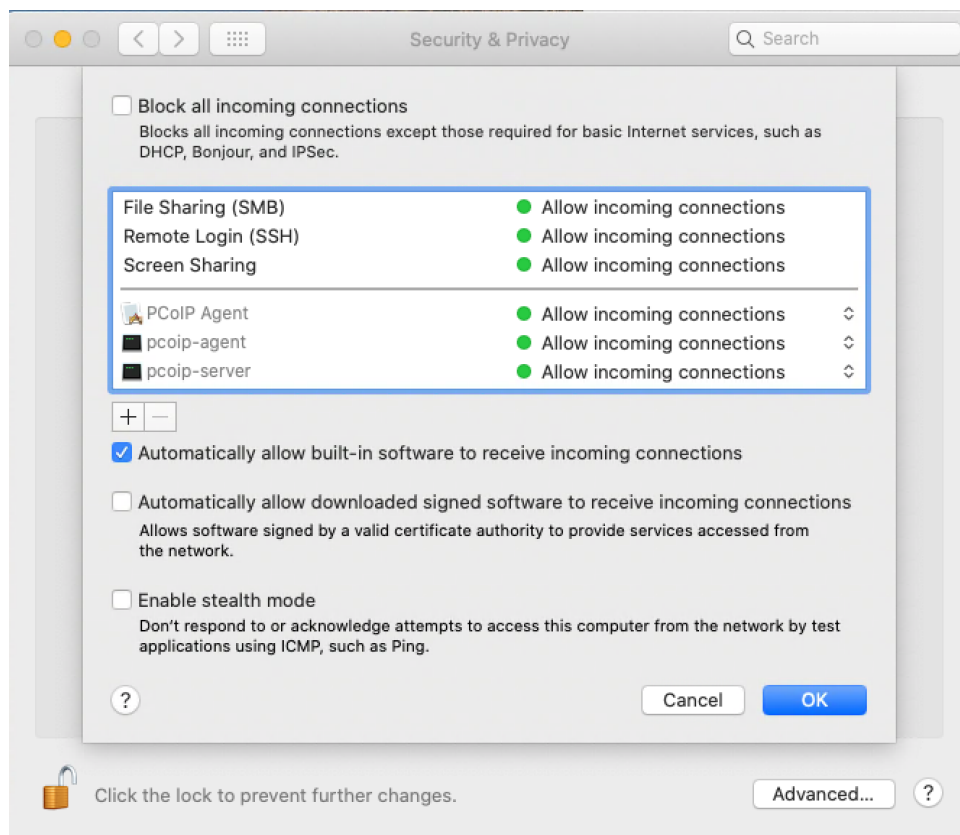 Security & Privacy
Search
Block all incoming connections
Blocks all incoming connections except those required for basic Internet services, such as
DHCP, Bonjour, and IPSec.
File Sharing (SMB) Allow incoming connections
Remote Login (SSH) Allow incoming connections
Screen Sharing Allow incoming connections
PCoIP Agent Allow incoming connections
pcoip-agent Allow incoming connections
pcoip-server Allow incoming connections
Automatically allow built-in software to receive incoming connections
Automatically allow downloaded signed software to receive incoming connections
Allows software signed by a valid certificate authority to provide services accessed from
the network.
Enable stealth mode
Don't respond to or acknowledge attempts to access this computer from the network by test
applications using ICMP, such as Ping.
? Cancel OK
Click the lock to prevent further changes. Advanced... ?